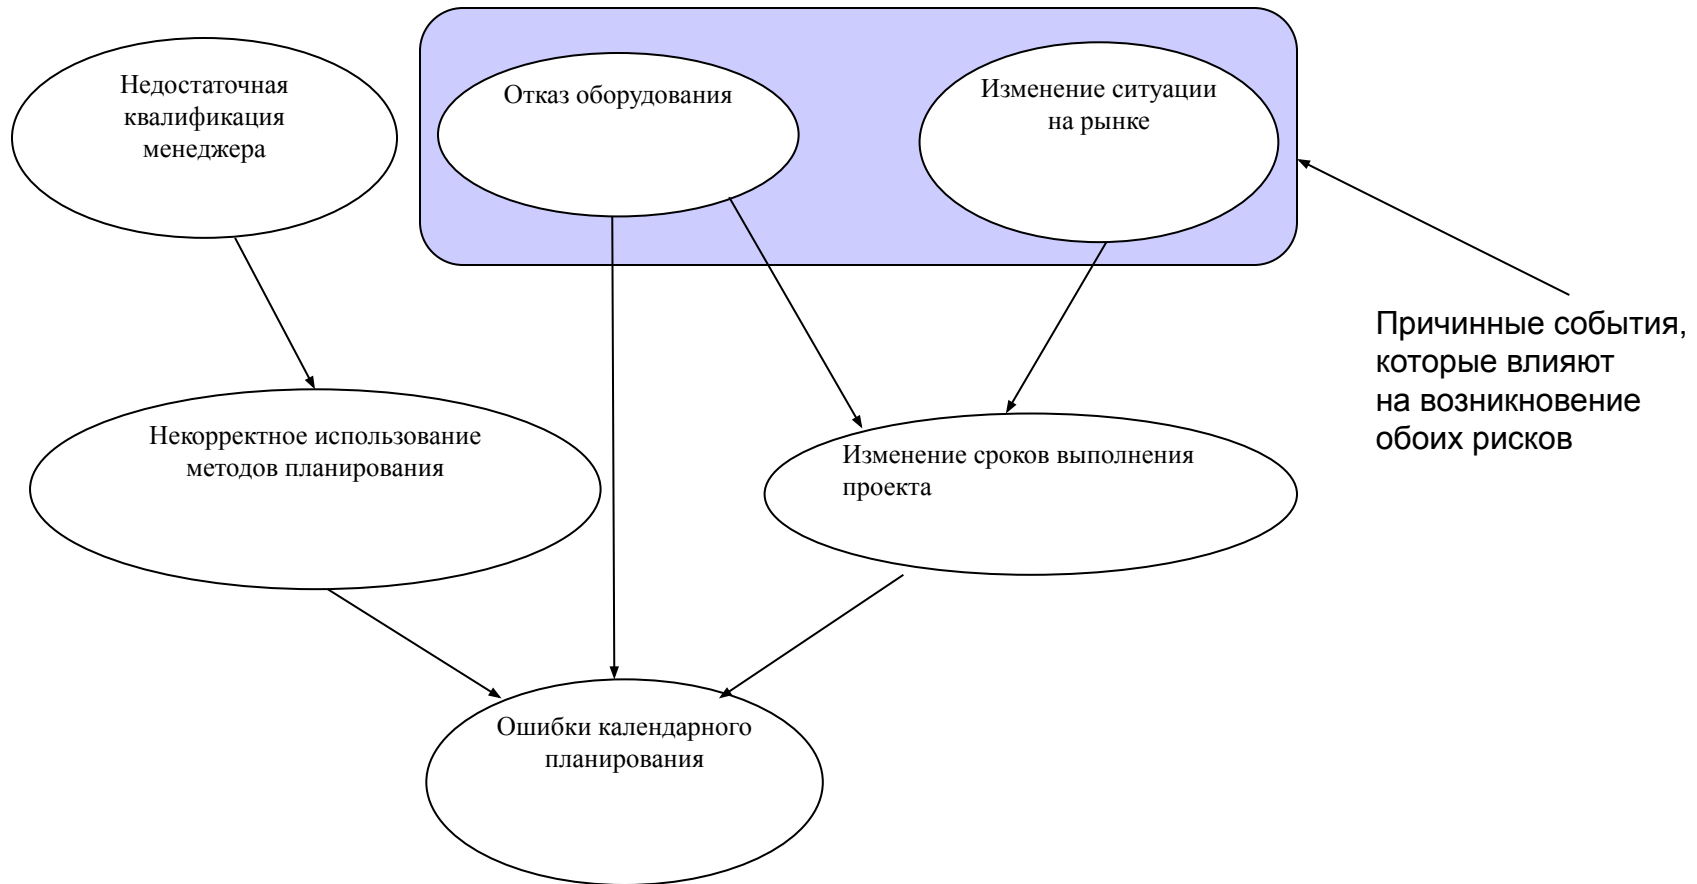 Недостаточная
квалификация
менеджера
Отказ оборудования
Изменение ситуации
на рынке
Причинные события,
которые влияют
на возникновение
обоих рисков
Некорректное использование
методов планирования
Изменение сроков выполнения
проекта
Ошибки календарного
планирования